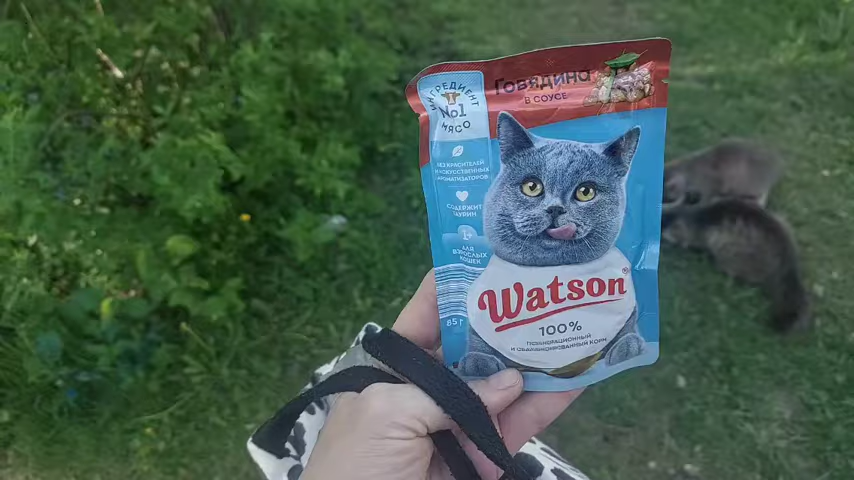 Говядина
в соусе
ИНГРЕДИЕНТ
№1
МЯСО
БЕЗ КРАСИТЕЛЕЙ
И ИСКУССТВЕННЫХ
АРОМАТИЗАТОРОВ
СОДЕРЖИТ
ТАУРИН
1+
ДЛЯ
ВЗРОСЛЫХ
КОШЕК
85 г
Watson®
100%
ПОЛНОРАЦИОННЫЙ
И СБАЛАНСИРОВАННЫЙ КОРМ